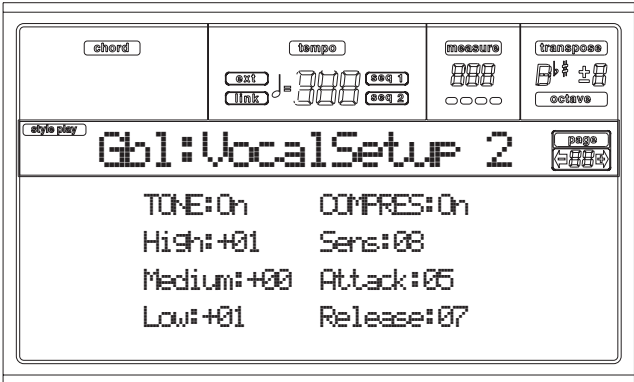 chord tempo measure transpose
ext seq 1
link seq 2
octave
style play Gbl:VocalSetup 2 page
TONE:On COMPRES:On
High:+01 Sens:08
Medium:+00 Attack:05
Low:+01 Release:07